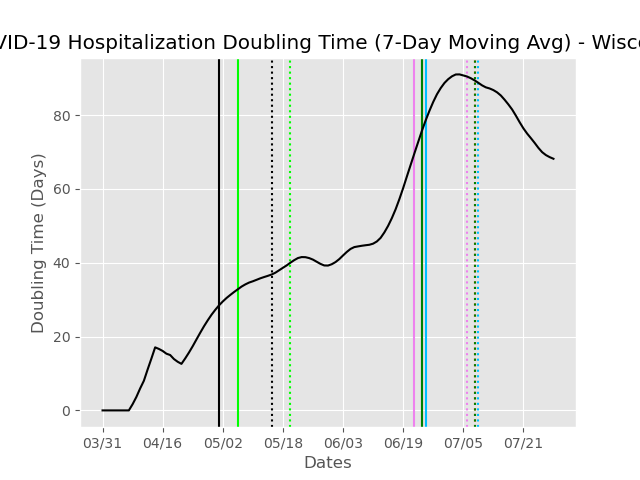 VID-19 Hospitalization Doubling Time (7-Day Moving Avg) - Wisc
Doubling Time (Days)
80
60
40
20
0
03/31 04/16 05/02 05/18 06/03 06/19 07/05 07/21
Dates